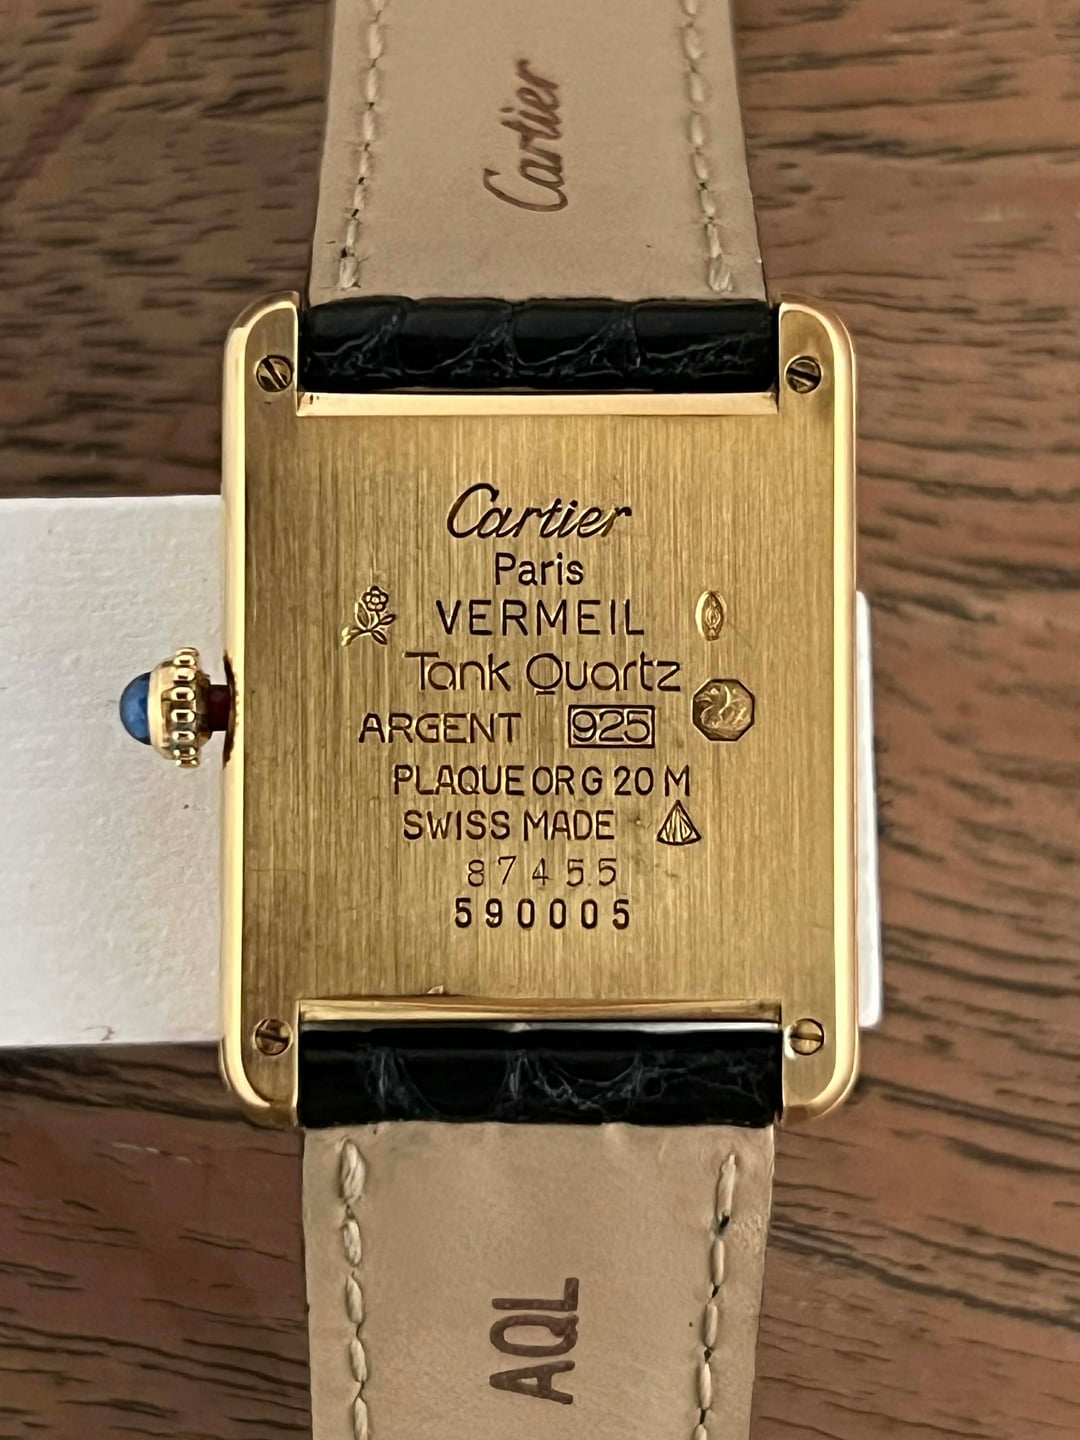 Cartier
Cartier
Paris
VERMEIL
Tank Quartz
ARGENT 925
PLAQUE OR G 20 M
SWISS MADE
87455
590005
AQL